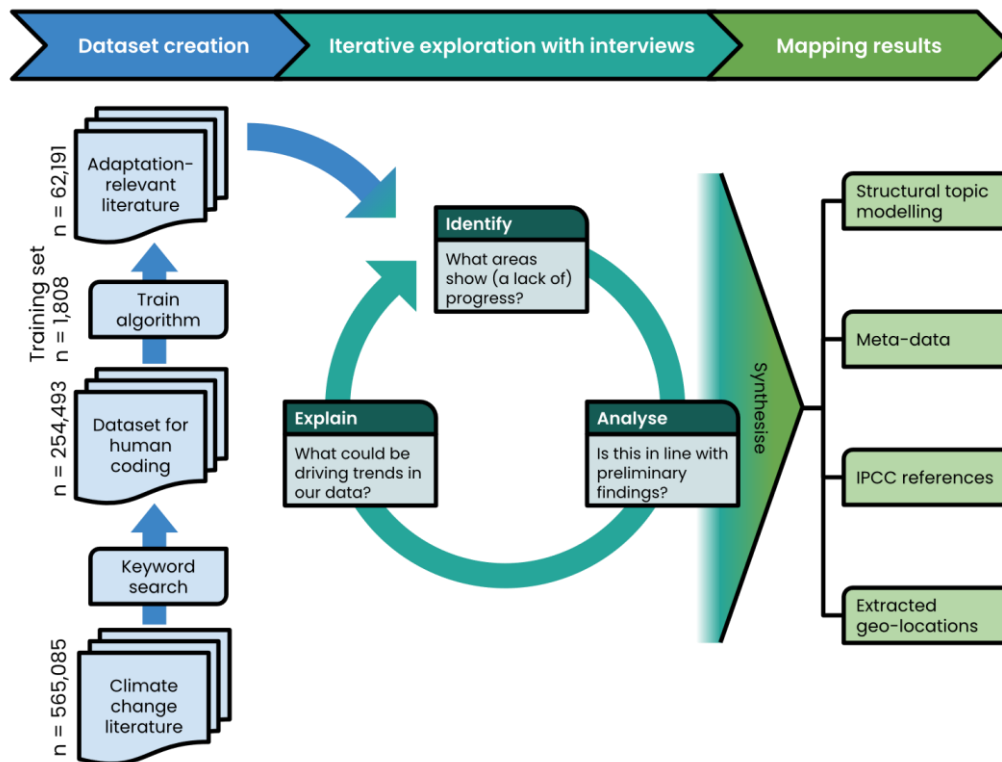 Dataset creation
Iterative exploration with interviews
Mapping results
n = 62,191
Adaptation-
relevant
literature
Training set
n = 1,808
Train
algorithm
n = 254,493
Dataset for
human
coding
Keyword
search
n = 565,085
Climate
change
literature
Identify
What areas
show (a lack of)
progress?
Explain
What could be
driving trends in
our data?
Analyse
Is this in line with
preliminary
findings?
Synthesise
Structural topic
modelling
Meta-data
IPCC references
Extracted
geo-locations